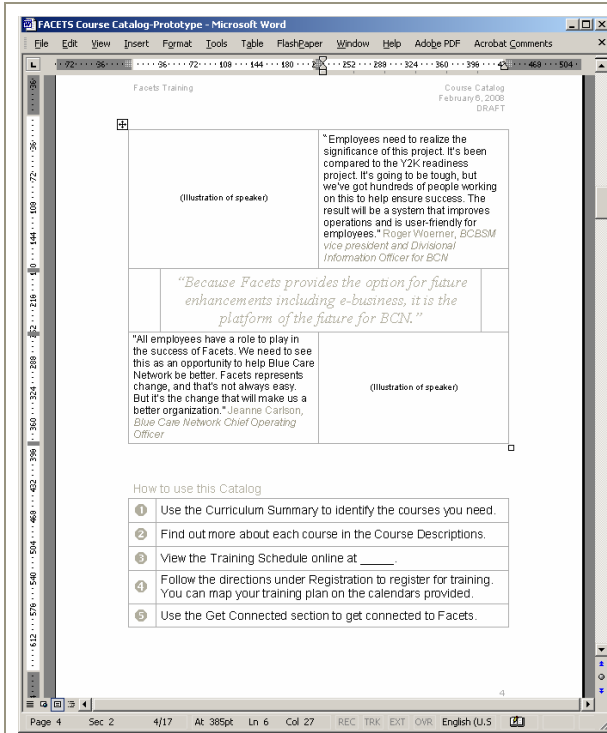 FACETS Course Catalog-Prototype - Microsoft Word
File Edit View Insert Format Tools Table FlashPaper Window Help Adobe PDF Acrobat Comments
Facets Training
Course Catalog
February 6, 2008
DRAFT
(Illustration of speaker)
"Employees need to realize the
significance of this project. It's been
compared to the Y2K readiness
project. It's going to be tough, but
we've got hundreds of people working
on this to help ensure success. The
result will be a system that improves
operations and is user-friendly for
employees." Roger Woerner, BCBSM
vice president and Divisional
Information Officer for BCN
“Because Facets provides the option for future
enhancements including e-business, it is the
platform of the future for BCN.”
"All employees have a role to play in
the success of Facets. We need to see
this as an opportunity to help Blue Care
Network be better. Facets represents
change, and that's not always easy.
But it's the change that will make us a
better organization." Jeanne Carlson,
Blue Care Network Chief Operating
Officer
(Illustration of speaker)
How to use this Catalog
1 Use the Curriculum Summary to identify the courses you need.
2 Find out more about each course in the Course Descriptions.
3 View the Training Schedule online at _____.
4 Follow the directions under Registration to register for training.
You can map your training plan on the calendars provided.
5 Use the Get Connected section to get connected to Facets.
4
Page 4 Sec 2 4/17 At 385pt Ln 6 Col 27 REC TRK EXT OVR English (U.S